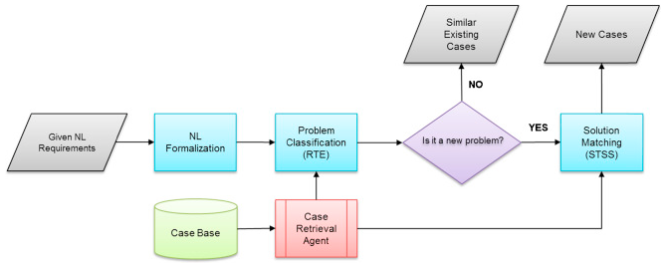 Similar
Existing
Cases
New Cases
NO
Given NL
Requirements
NL
Formalization
Problem
Classification
(RTE)
Is it a new problem?
YES
Solution
Matching
(STSS)
Case Base
Case
Retrieval
Agent